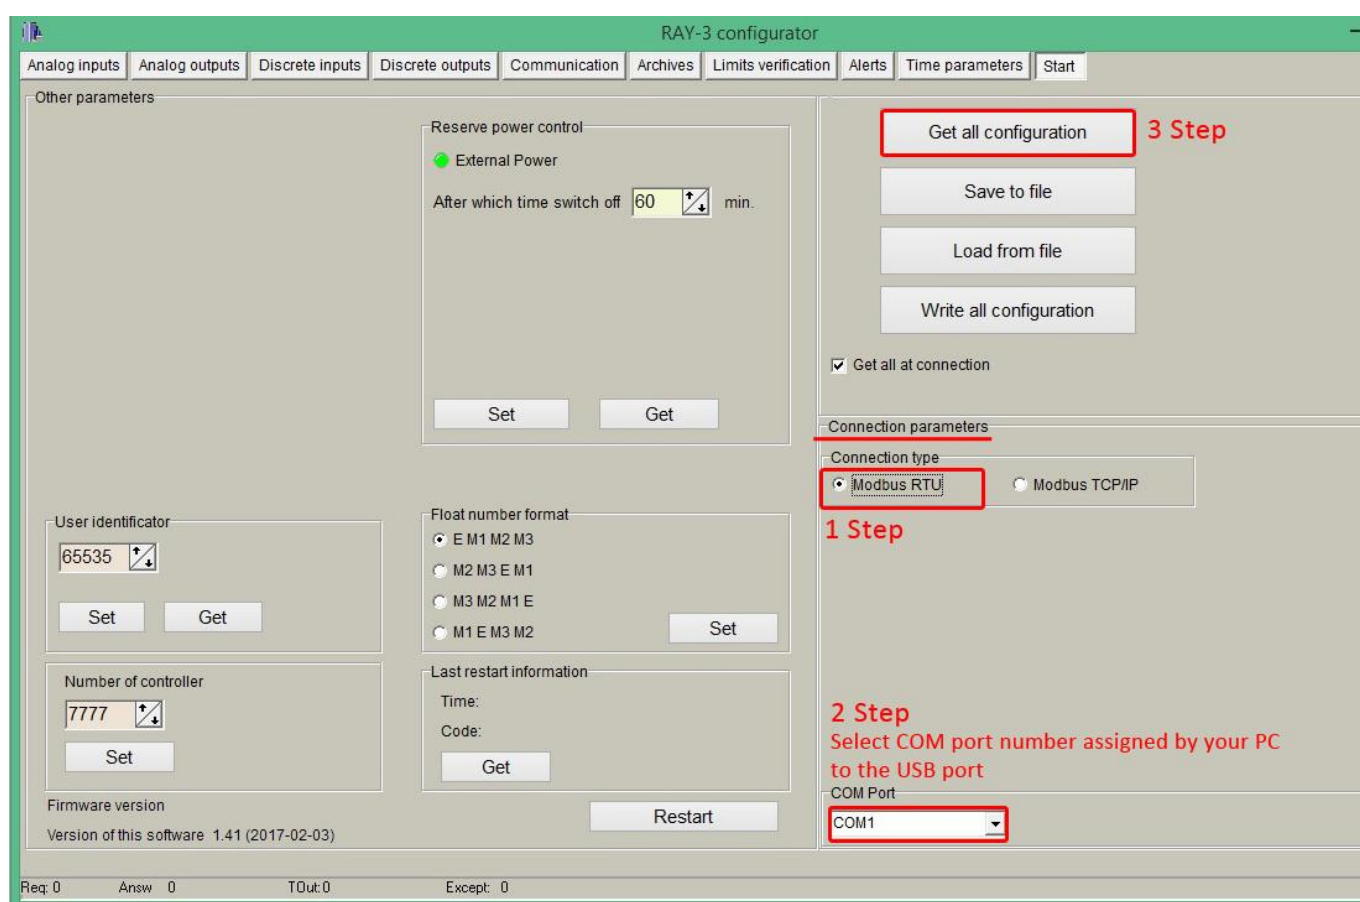 RAY-3 configurator
Analog inputs Analog outputs Discrete inputs Discrete outputs Communication Archives Limits verification Alerts Time parameters Start
Other parameters
Reserve power control
External Power
After which time switch off 60 min.
Set Get
User identificator
65535
Set Get
Number of controller
7777
Set
Float number format
E M1 M2 M3
M2 M3 E M1
M3 M2 M1 E
M1 E M3 M2
Set
Last restart information
Time:
Code:
Get
Firmware version
Version of this software 1.41 (2017-02-03)
Restart
Get all configuration 3 Step
Save to file
Load from file
Write all configuration
Get all at connection
Connection parameters
Connection type
Modbus RTU Modbus TCP/IP
1 Step
2 Step
Select COM port number assigned by your PC
to the USB port
COM Port
COM1
Req: 0 Answ 0 TOut: 0 Except: 0